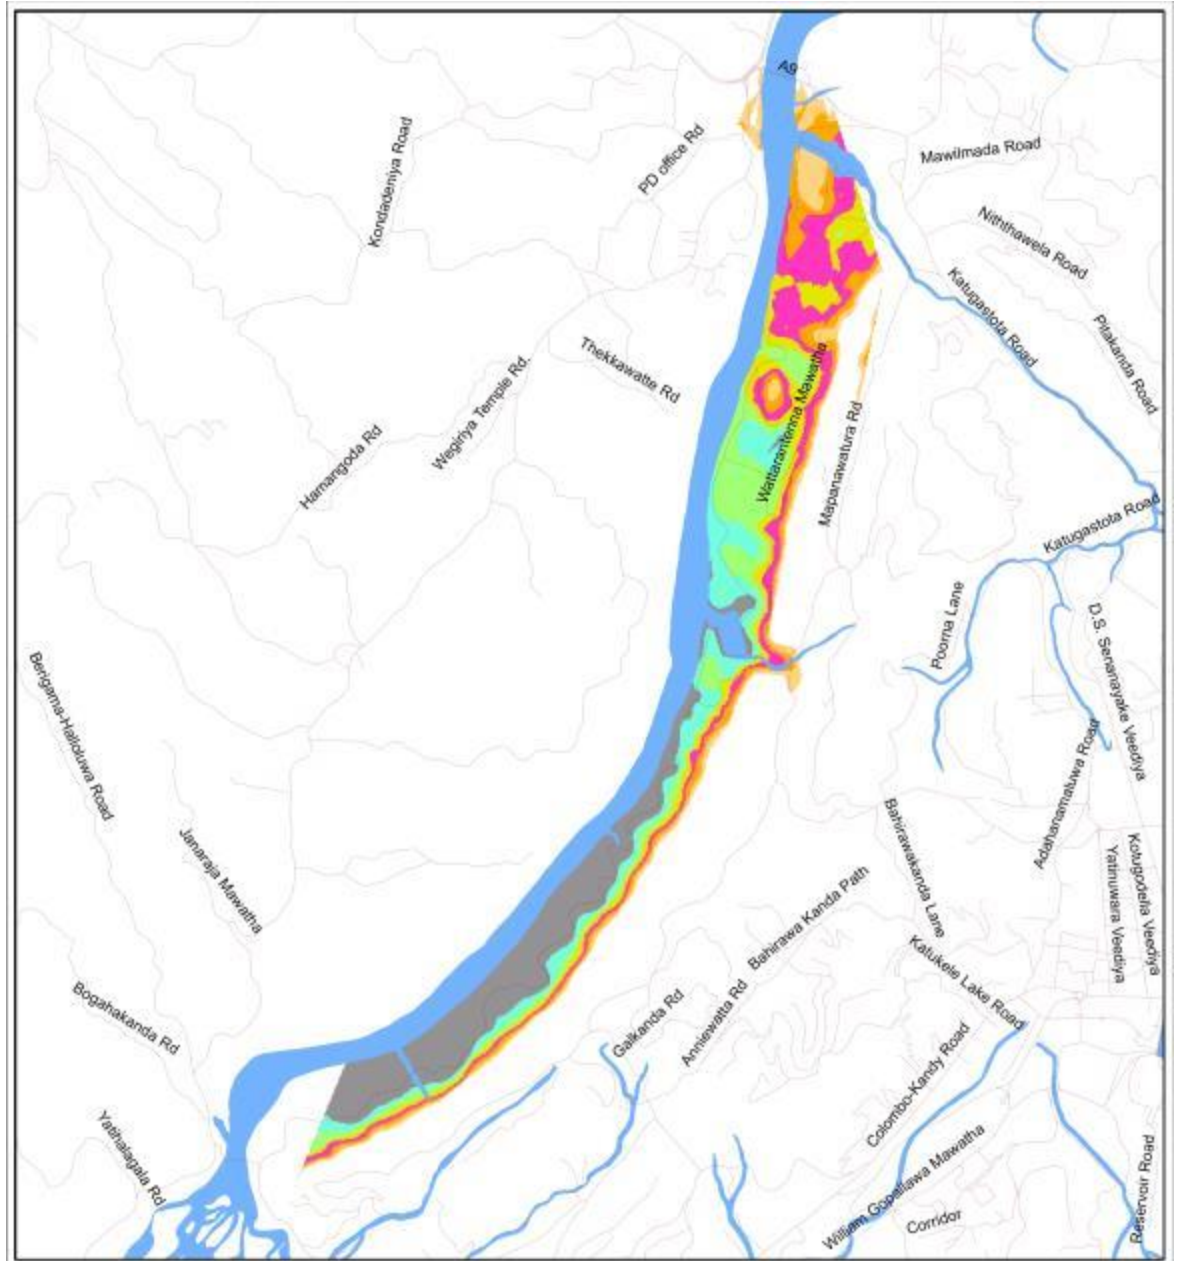 A9
Mawilmada Road
Kondadeniya Road
PD office Rd
Niththawela Road
Katugastota Road
Pitakanda Road
Thekkawatte Rd
Wegiriya Temple Rd.
Wattarantenna Mawatha
Mapanawatura Rd
Hamangoda Rd
Katugastota Road
Poorna Lane
D.S. Senanayake Veediya
Berigama-Halloluwa Road
Adahanamaluwa Road
Janaraja Mawatha
Bahirawakanda Lane
Yatinuwara Veediya
Kotugodella Veediya
Bahirawa Kanda Path
Katukele Lake Road
Bogahakanda Rd
Galkanda Rd
Anniewatta Rd
Colombo-Kandy Road
Yatihalagala Rd
William Gopallawa Mawatha
Corridor
Reservoir Road